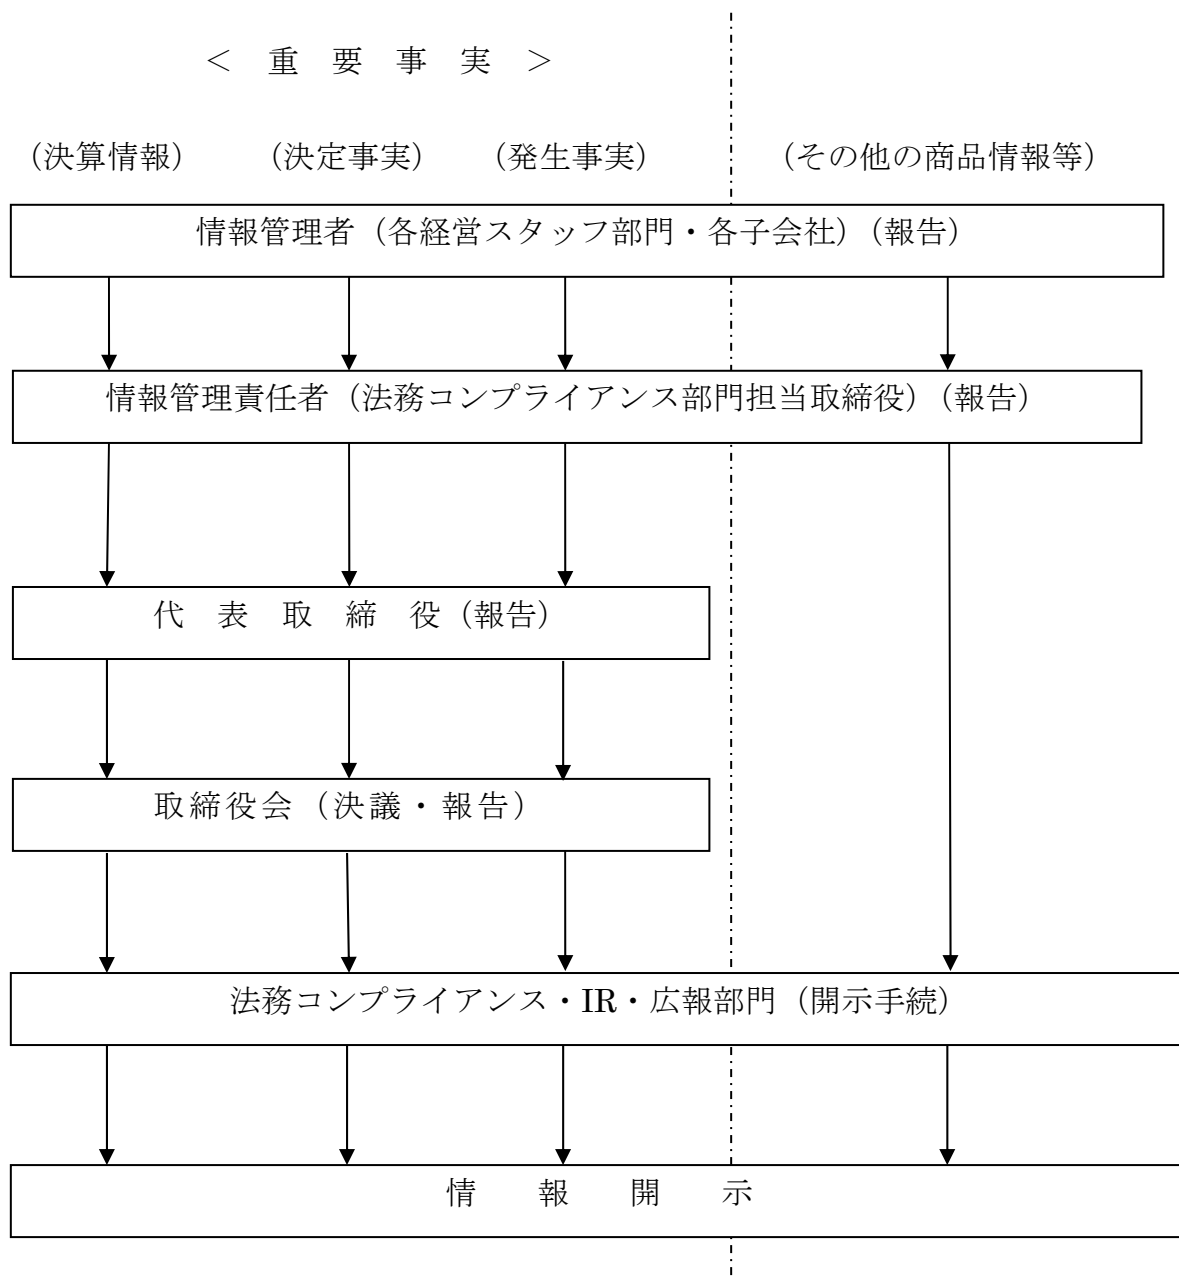 ＜　重　要　事　実　＞
（決算情報）　（決定事実）　（発生事実）　（その他の商品情報等）
情報管理者（各経営スタッフ部門・各子会社）（報告）
情報管理責任者（法務コンプライアンス部門担当取締役）（報告）
代　表　取　締　役（報告）
取締役会（決議・報告）
法務コンプライアンス・IR・広報部門（開示手続）
情　報　開　示